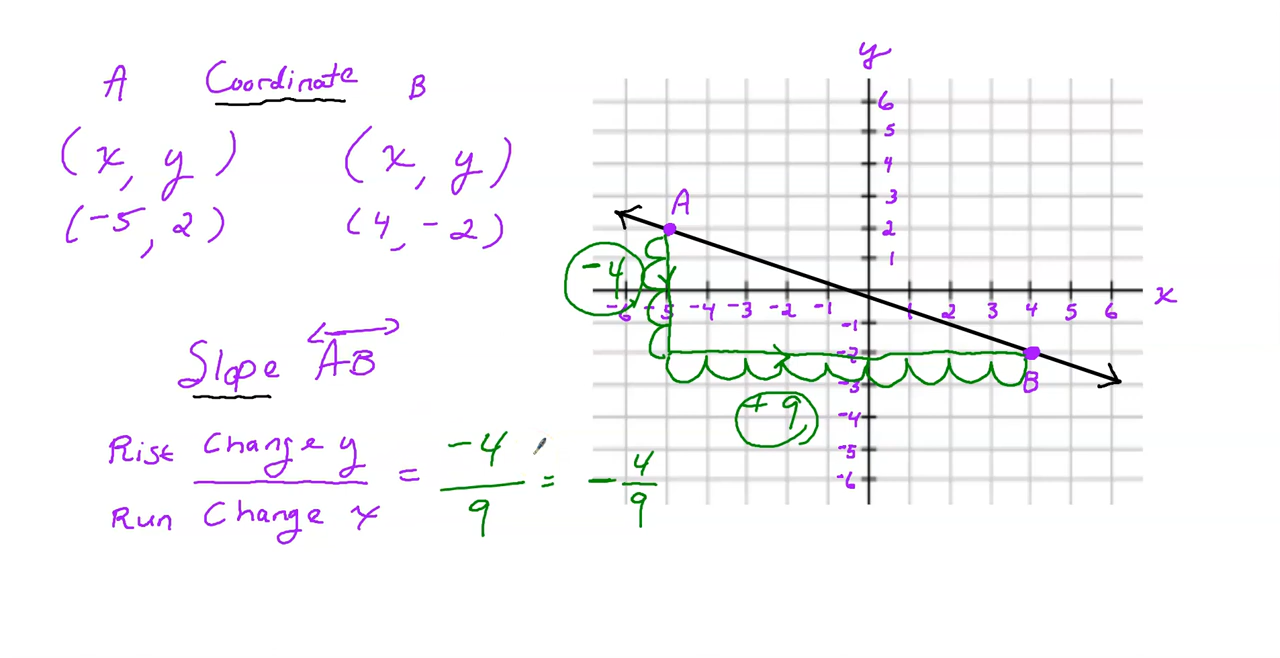 A Coordinate B
(x, y) (x, y)
(-5, 2) (4, -2)
Slope AB
Rise Change y = -4 = - 4
Run Change x 9 9
y
6
5
4
3
A
2
1
-4
-6 -5 -4 -3 -2 -1 1 2 3 4 5 6 x
-1
-2
-3 B
+9
-4
-5
-6